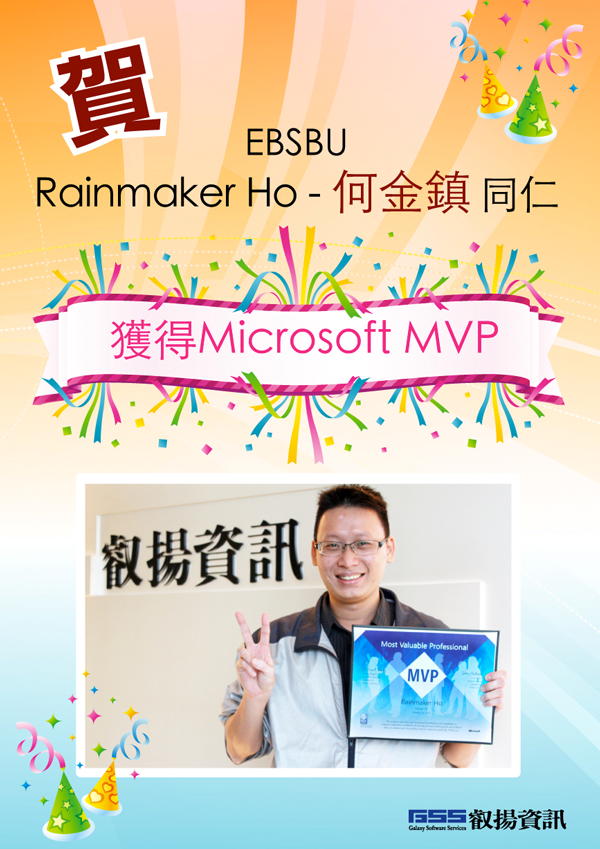 賀
EBSBU
Rainmaker Ho - 何金鎮 同仁
獲得Microsoft MVP
叡揚資訊
Most Valuable Professional
MVP
Rainmaker Ho
Microsoft
GSS 叡揚資訊
Galaxy Software Services